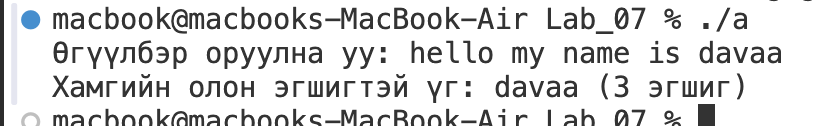 macbook@macbooks-MacBook-Air Lab_07 % ./a
Өгүүлбэр оруулна уу: hello my name is davaa
Хамгийн олон эгшигтэй үг: davaa (3 эгшиг)
macbook@macbooks-MacBook-Air Lab_07 %